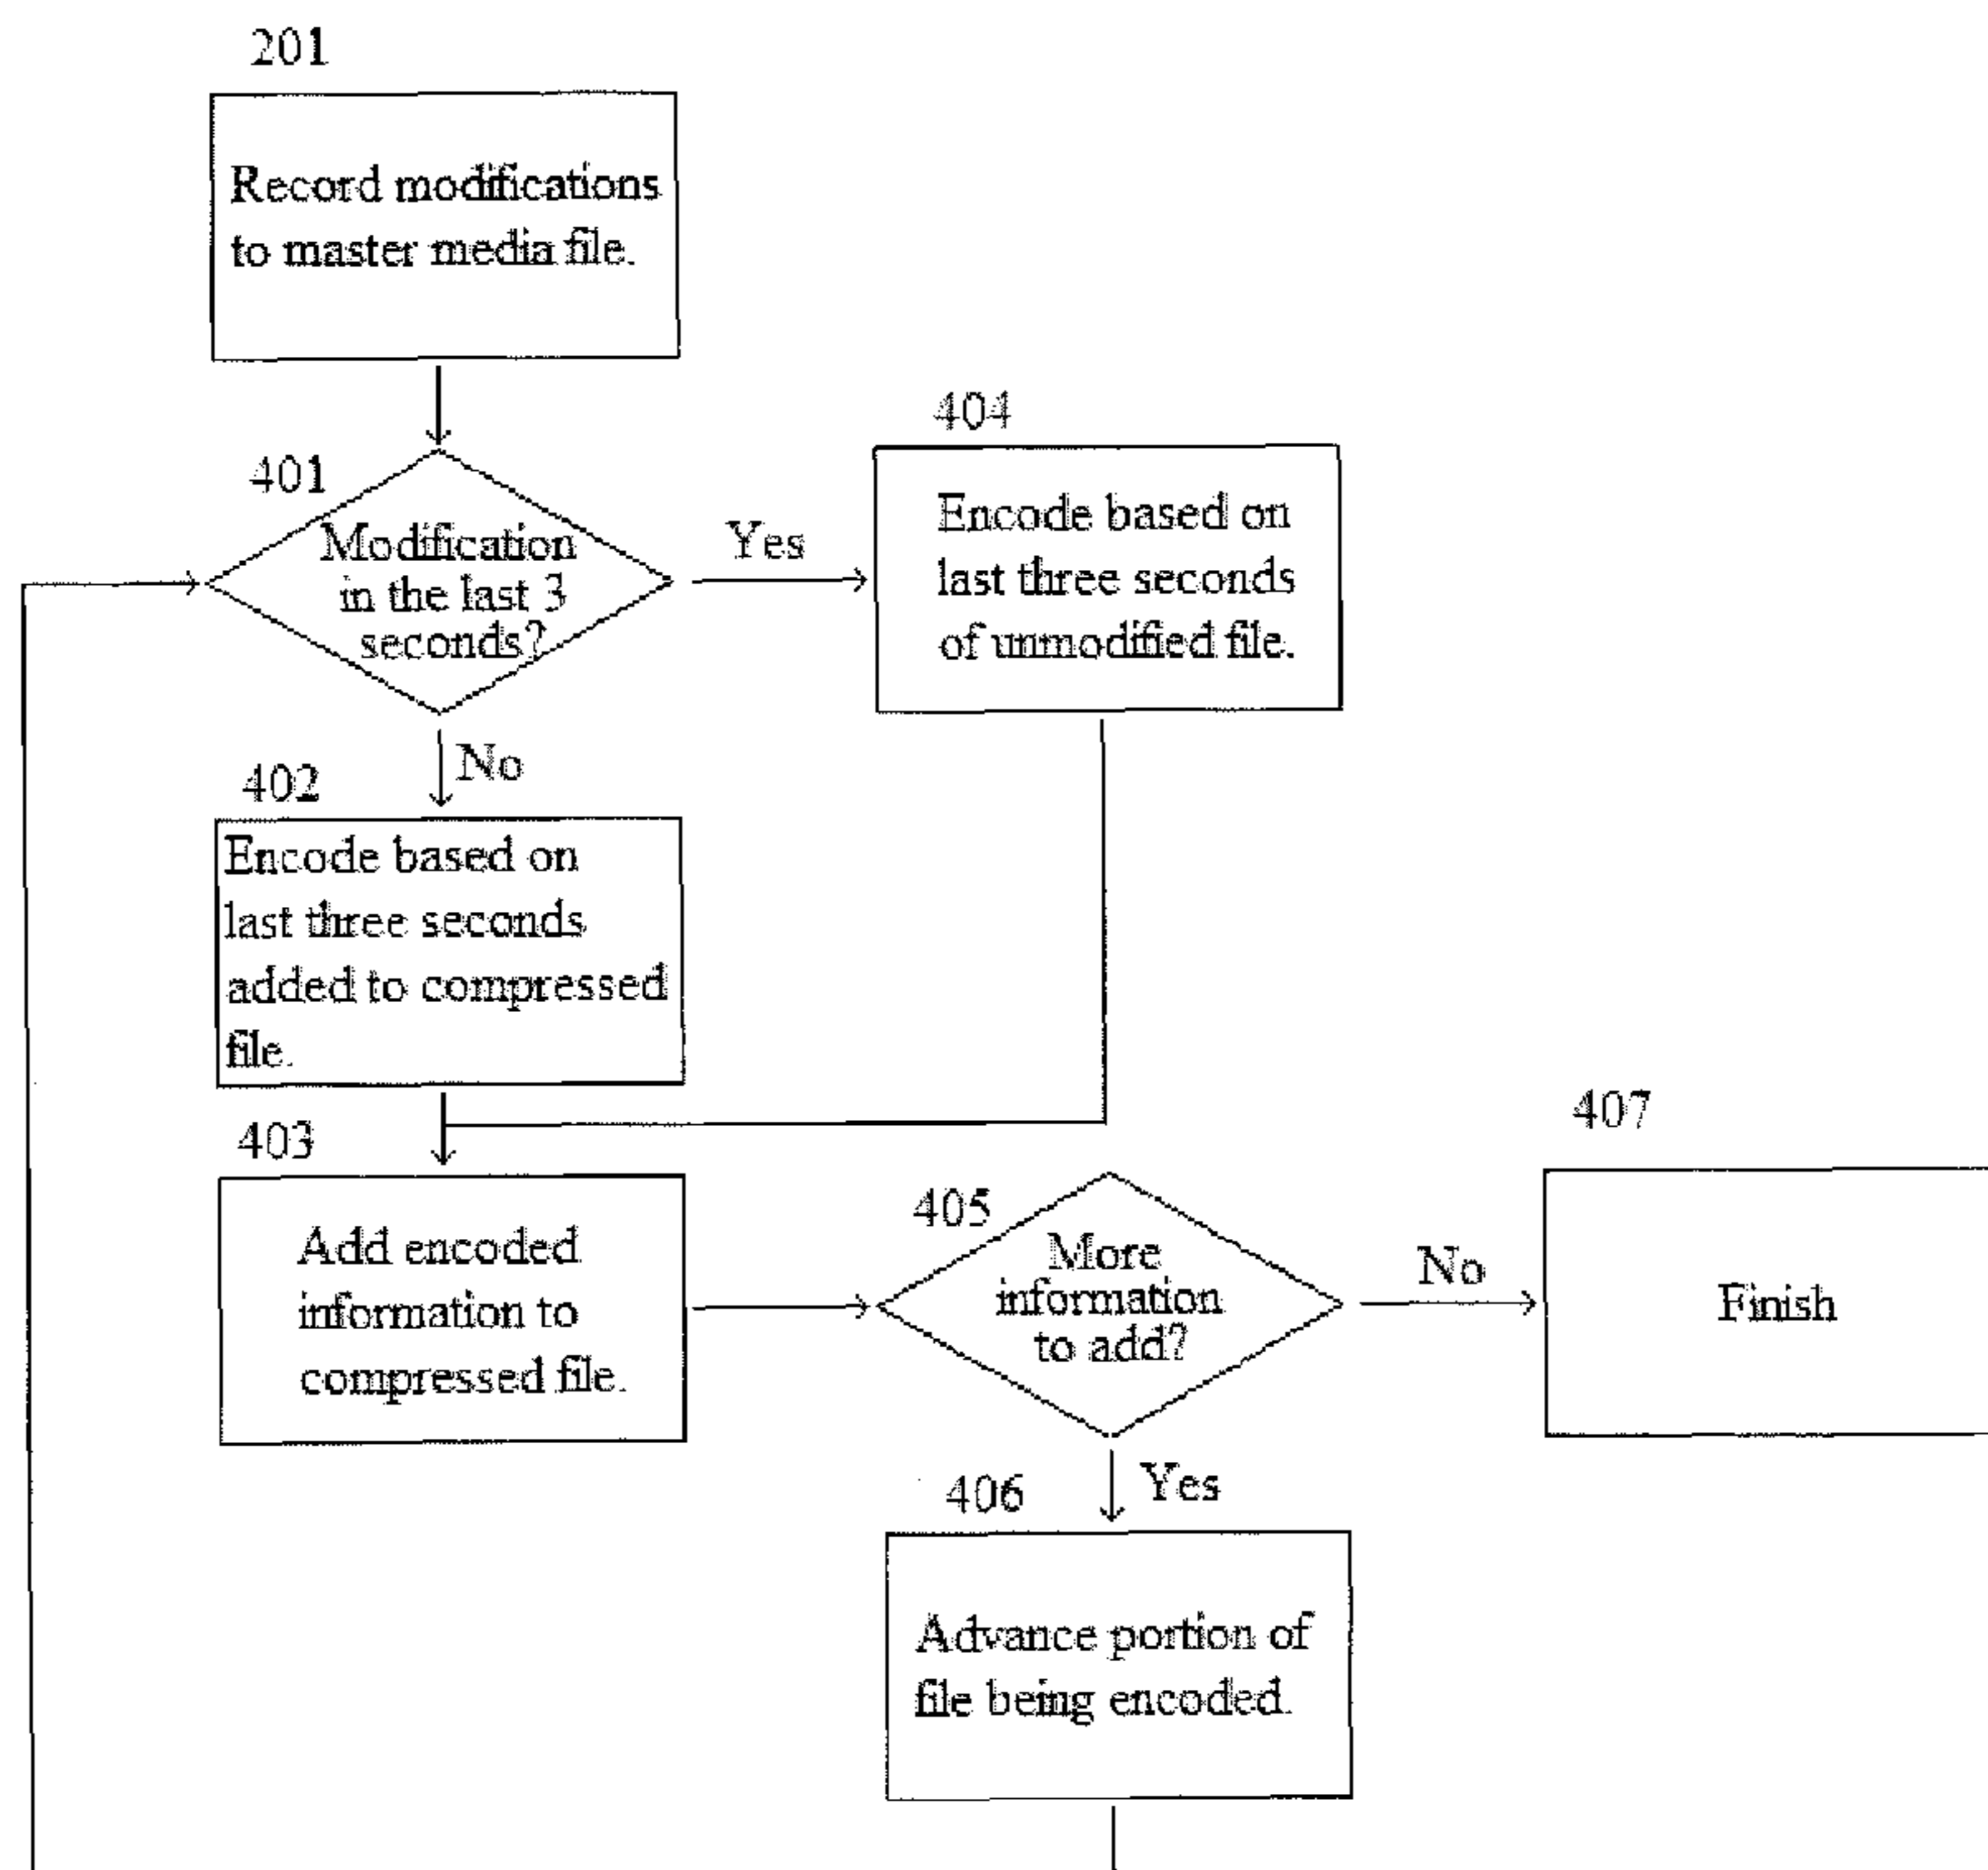 201
Record modifications
to master media file.
401
Modification
in the last 3
seconds?
Yes
404
Encode based on
last three seconds
of unmodified file.
No
402
Encode based on
last three seconds
added to compressed
file.
403
Add encoded
information to
compressed file.
405
More
information
to add?
No
407
Finish
Yes
406
Advance portion of
file being encoded.